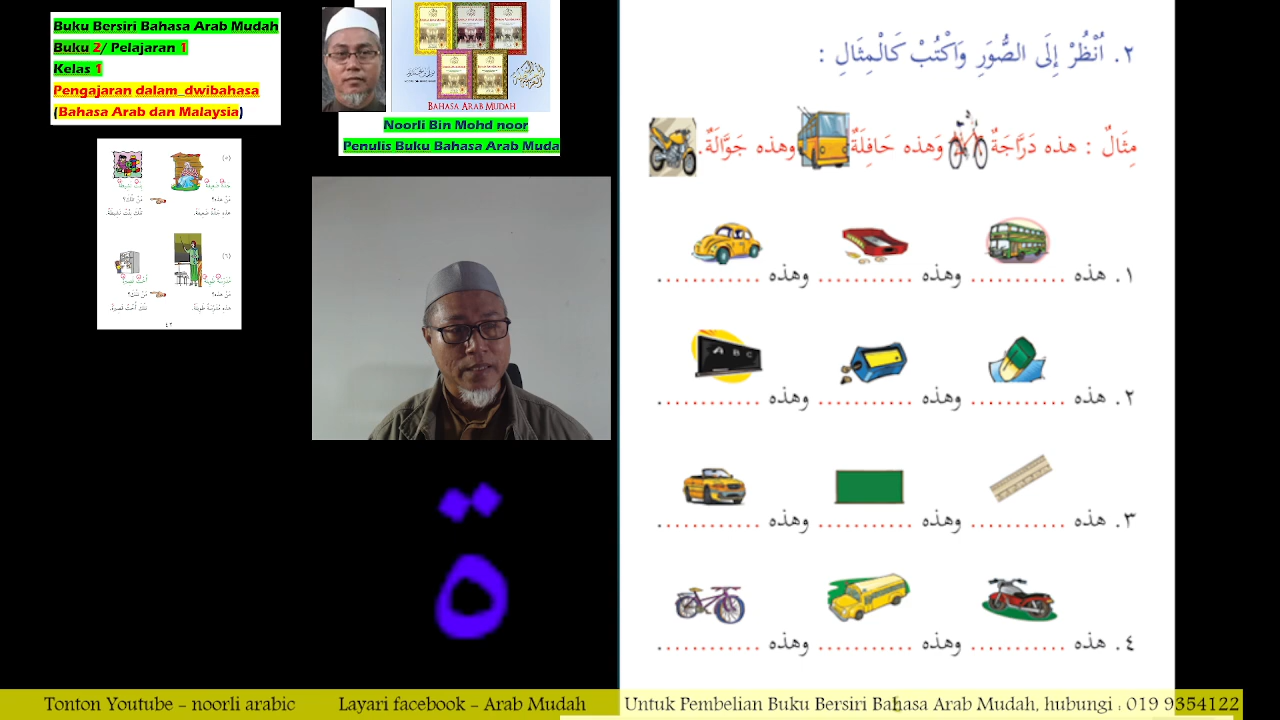 Buku Bersiri Bahasa Arab Mudah
Buku 2/ Pelajaran 1
Kelas 1
Pengajaran dalam dwibahasa
(Bahasa Arab dan Malaysia)
BAHASA ARAB MUDAH
Noorli Bin Mohd noor
Penulis Buku Bahasa Arab Muda
٢. اُنْظُرْ إِلَى الصُّوَرِ وَاكْتُبْ كَالْمِثَالِ :
مِثَالٌ : هذه دَرَّاجَةٌ وَهذه حَافِلَةٌ وهذه جَوَّالَةٌ.
١. هذه ........... وهذه ........... وهذه ...........
٢. هذه ........... وهذه ........... وهذه ...........
A B C
٣. هذه ........... وهذه ........... وهذه ...........
٤. هذه ........... وهذه ........... وهذه ...........
ة
Tonton Youtube - noorli arabic
Layari facebook - Arab Mudah
Untuk Pembelian Buku Bersiri Bahasa Arab Mudah, hubungi : 019 9354122